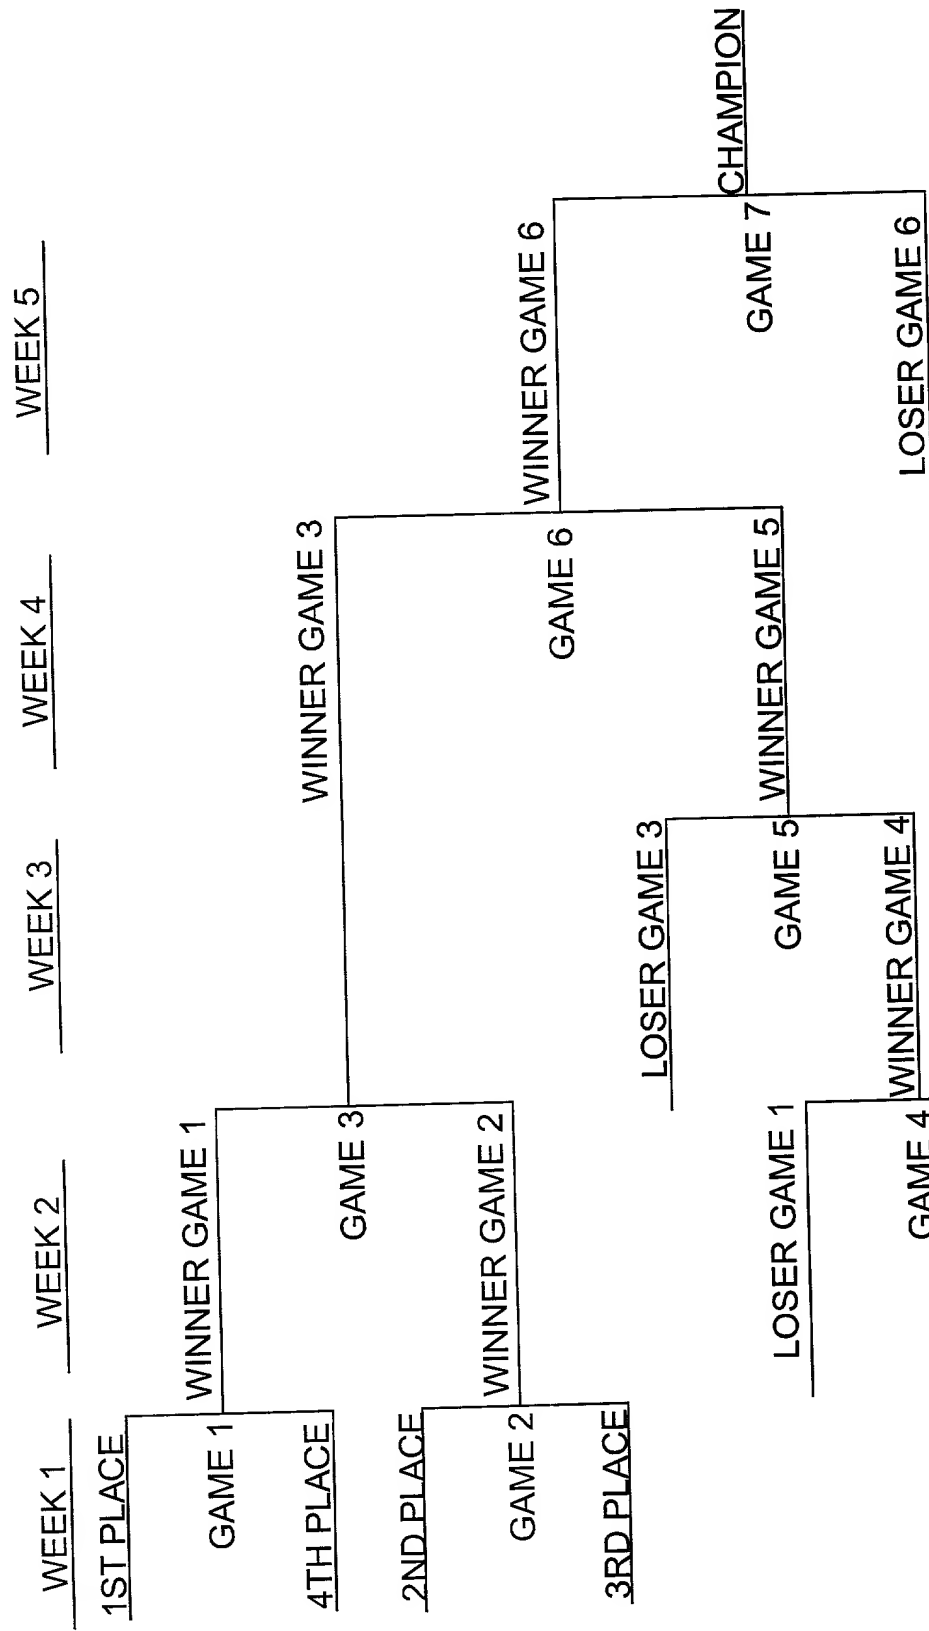 WEEK 1
WEEK 2
WEEK 3
WEEK 4
WEEK 5
1ST PLACE
GAME 1
4TH PLACE
WINNER GAME 1
2ND PLACE
GAME 2
3RD PLACE
WINNER GAME 2
GAME 3
WINNER GAME 3
LOSER GAME 1
GAME 4
WINNER GAME 4
LOSER GAME 3
GAME 5
WINNER GAME 5
GAME 6
WINNER GAME 6
GAME 7
LOSER GAME 6
CHAMPION